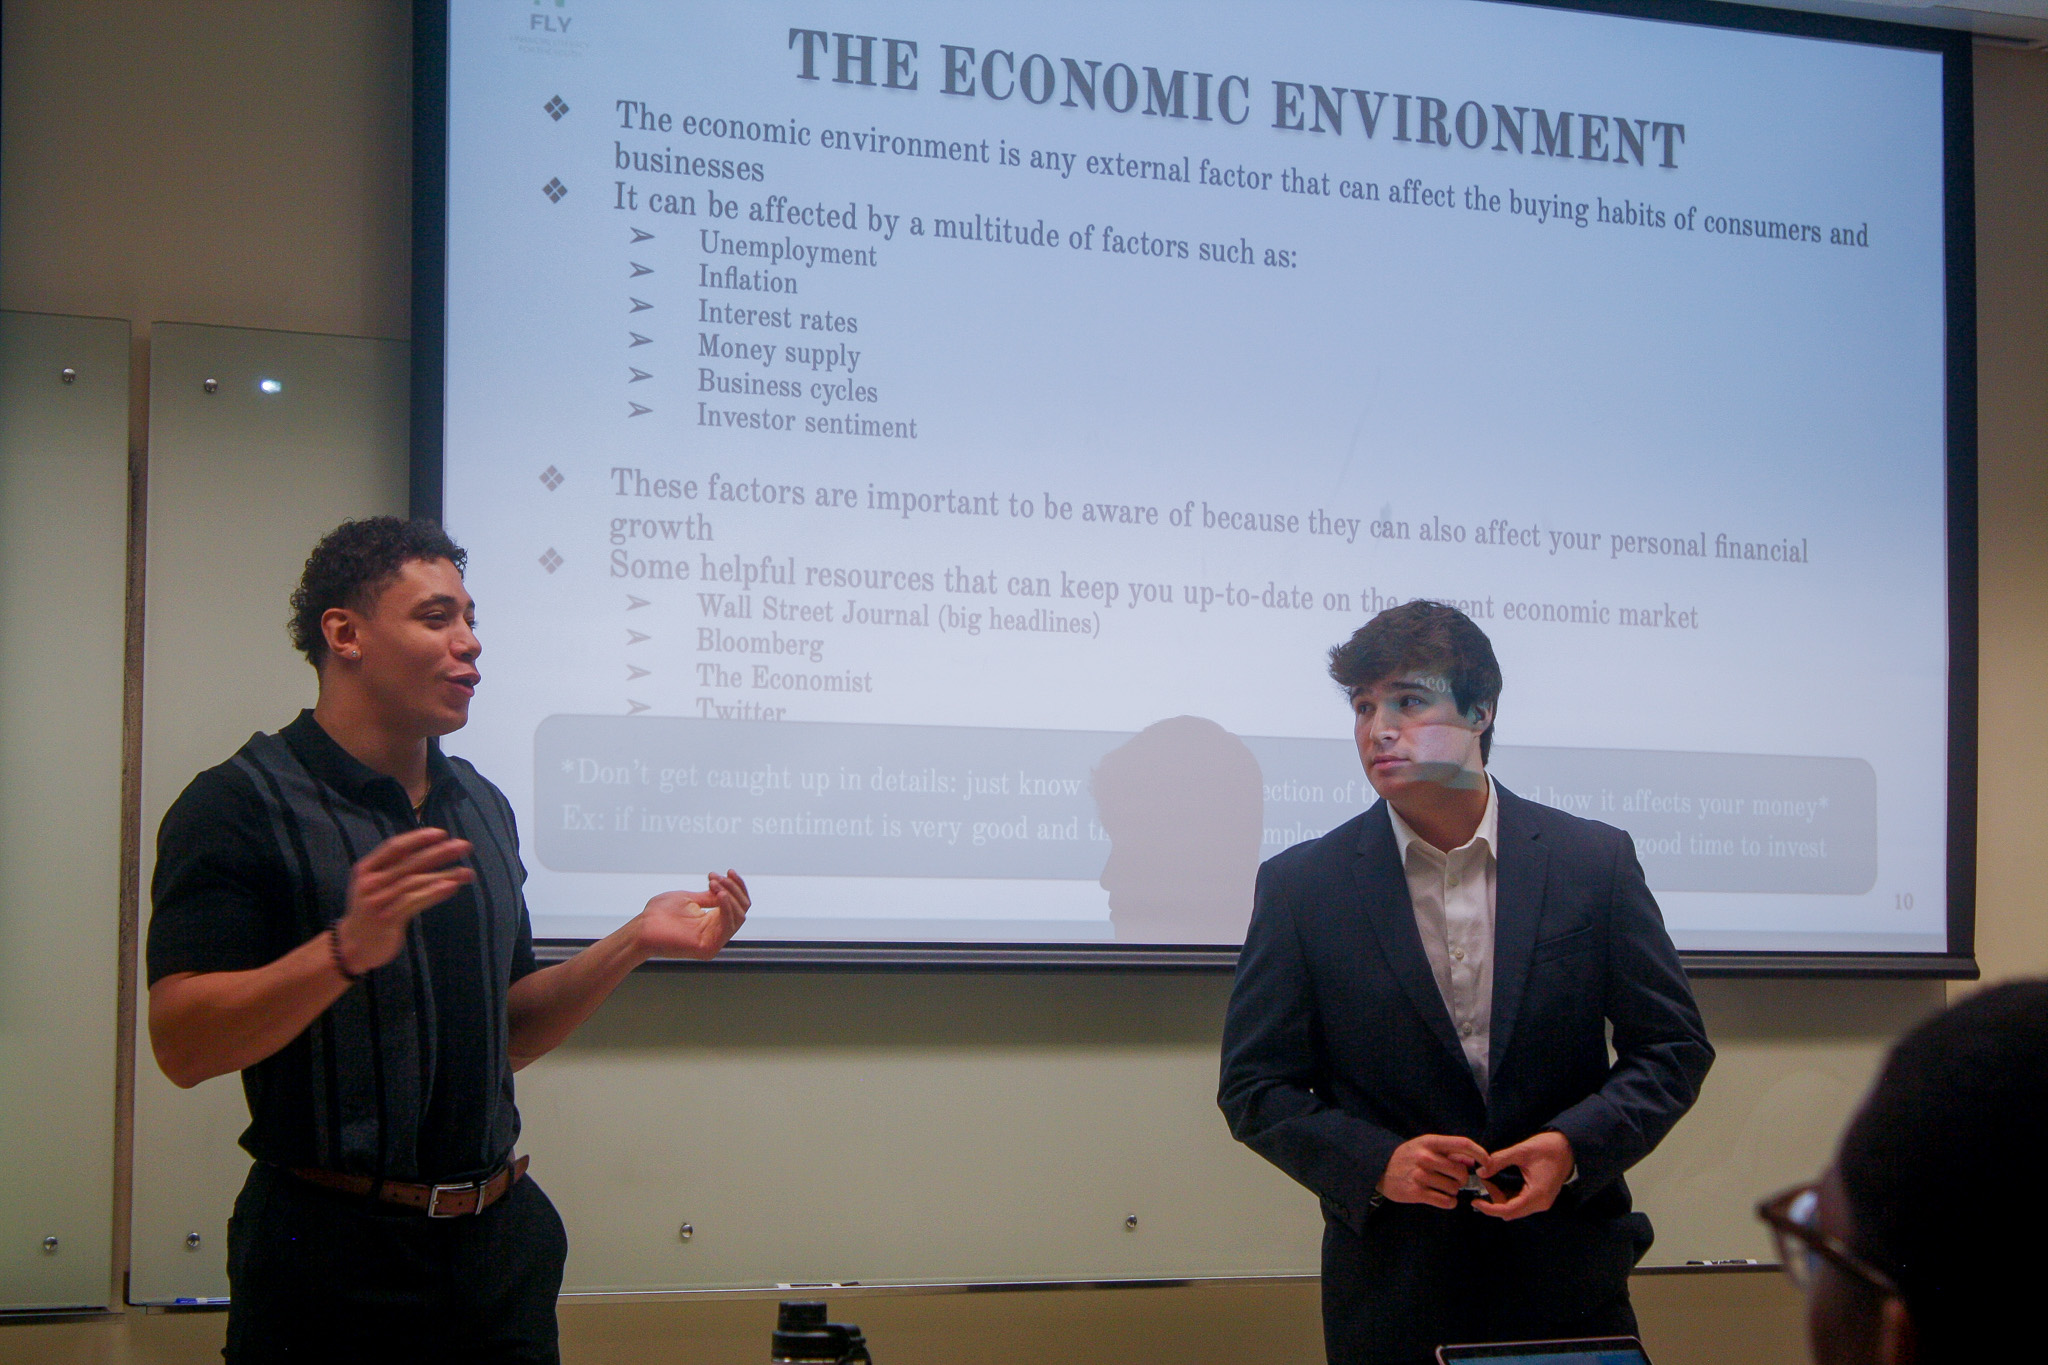 FLY
THE ECONOMIC ENVIRONMENT
The economic environment is any external factor that can affect the buying habits of consumers and
businesses
It can be affected by a multitude of factors such as:
Unemployment
Inflation
Interest rates
Money supply
Business cycles
Investor sentiment
These factors are important to be aware of because they can also affect your personal financial
growth
Some helpful resources that can keep you up-to-date on the current economic market
Wall Street Journal (big headlines)
Bloomberg
The Economist
Twitter
*Don't get caught up in details: just know ection of t d how it affects your money*
Ex: if investor sentiment is very good and th mploy good time to invest
10